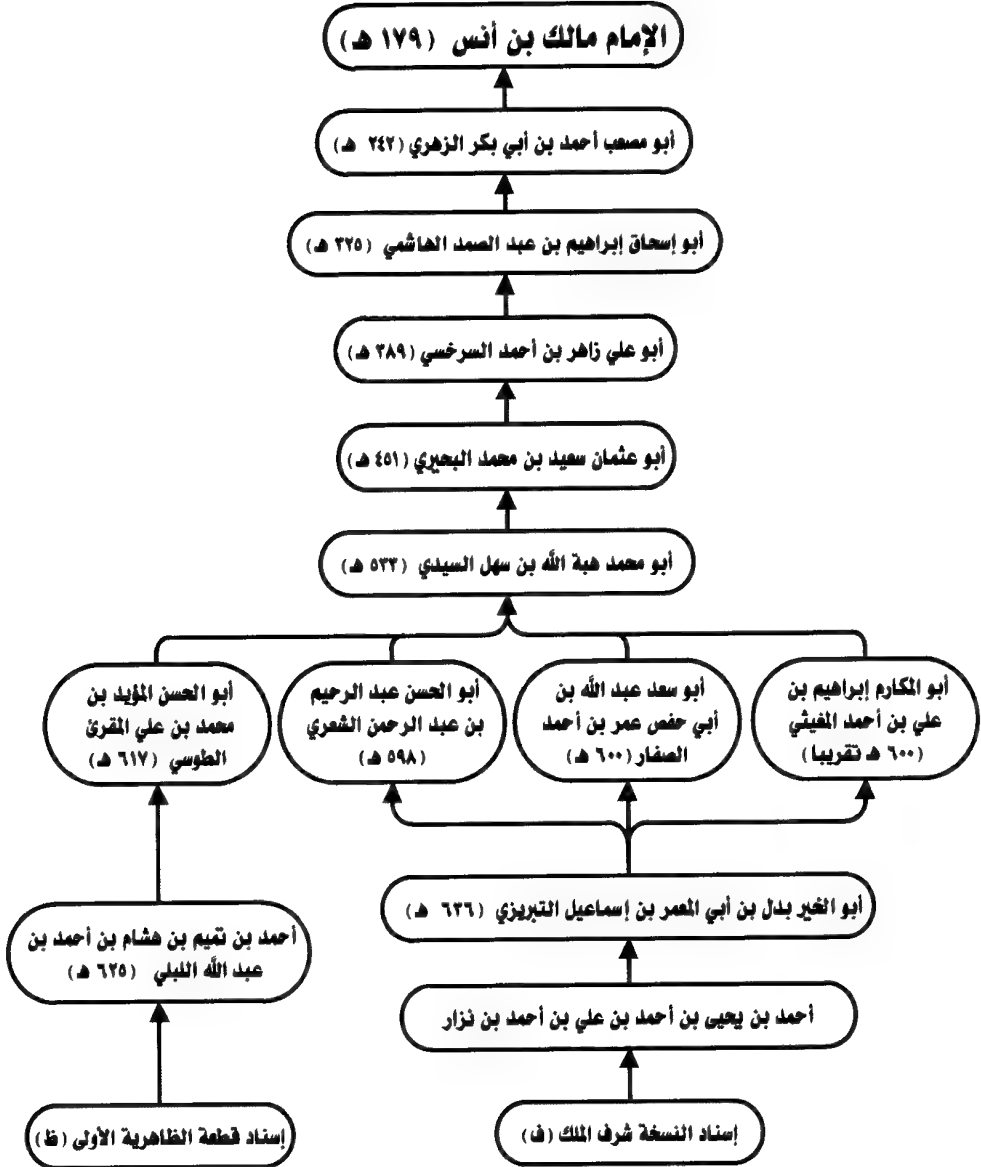 الإمام مالك بن أنس (١٧٩ هـ)
أبو مصعب أحمد بن أبي بكر الزهري (٢٤٢ هـ)
أبو إسحاق إبراهيم بن عبد الصمد الهاشمي (٣٢٥ هـ)
أبو علي زاهر بن أحمد السرخسي (٣٨٩ هـ)
أبو عثمان سعيد بن محمد البحيري (٤٥١ هـ)
أبو محمد هبة الله بن سهل السيدي (٥٣٣ هـ)
أبو المكارم إبراهيم بن
علي بن أحمد المغيثي
(٦٠٠ هـ تقريبا)
أبو سعد عبد الله بن
أبي حفص عمر بن أحمد
الصفار (٦٠٠ هـ)
أبو الحسن عبد الرحيم
بن عبد الرحمن الشعري
(٥٩٨ هـ)
أبو الحسن المؤيد بن
محمد بن علي المقرئ
الطوسي (٦١٧ هـ)
أبو الخير بدل بن أبي المعمر بن إسماعيل التبريزي (٦٣٦ هـ)
أحمد بن تميم بن هشام بن أحمد بن
عبد الله اللبلي (٦٢٥ هـ)
أحمد بن يحيى بن أحمد بن علي بن أحمد بن نزار
إسناد النسخة شرف الملك (ف)
إسناد قطعة الظاهرية الأولى (ظ)